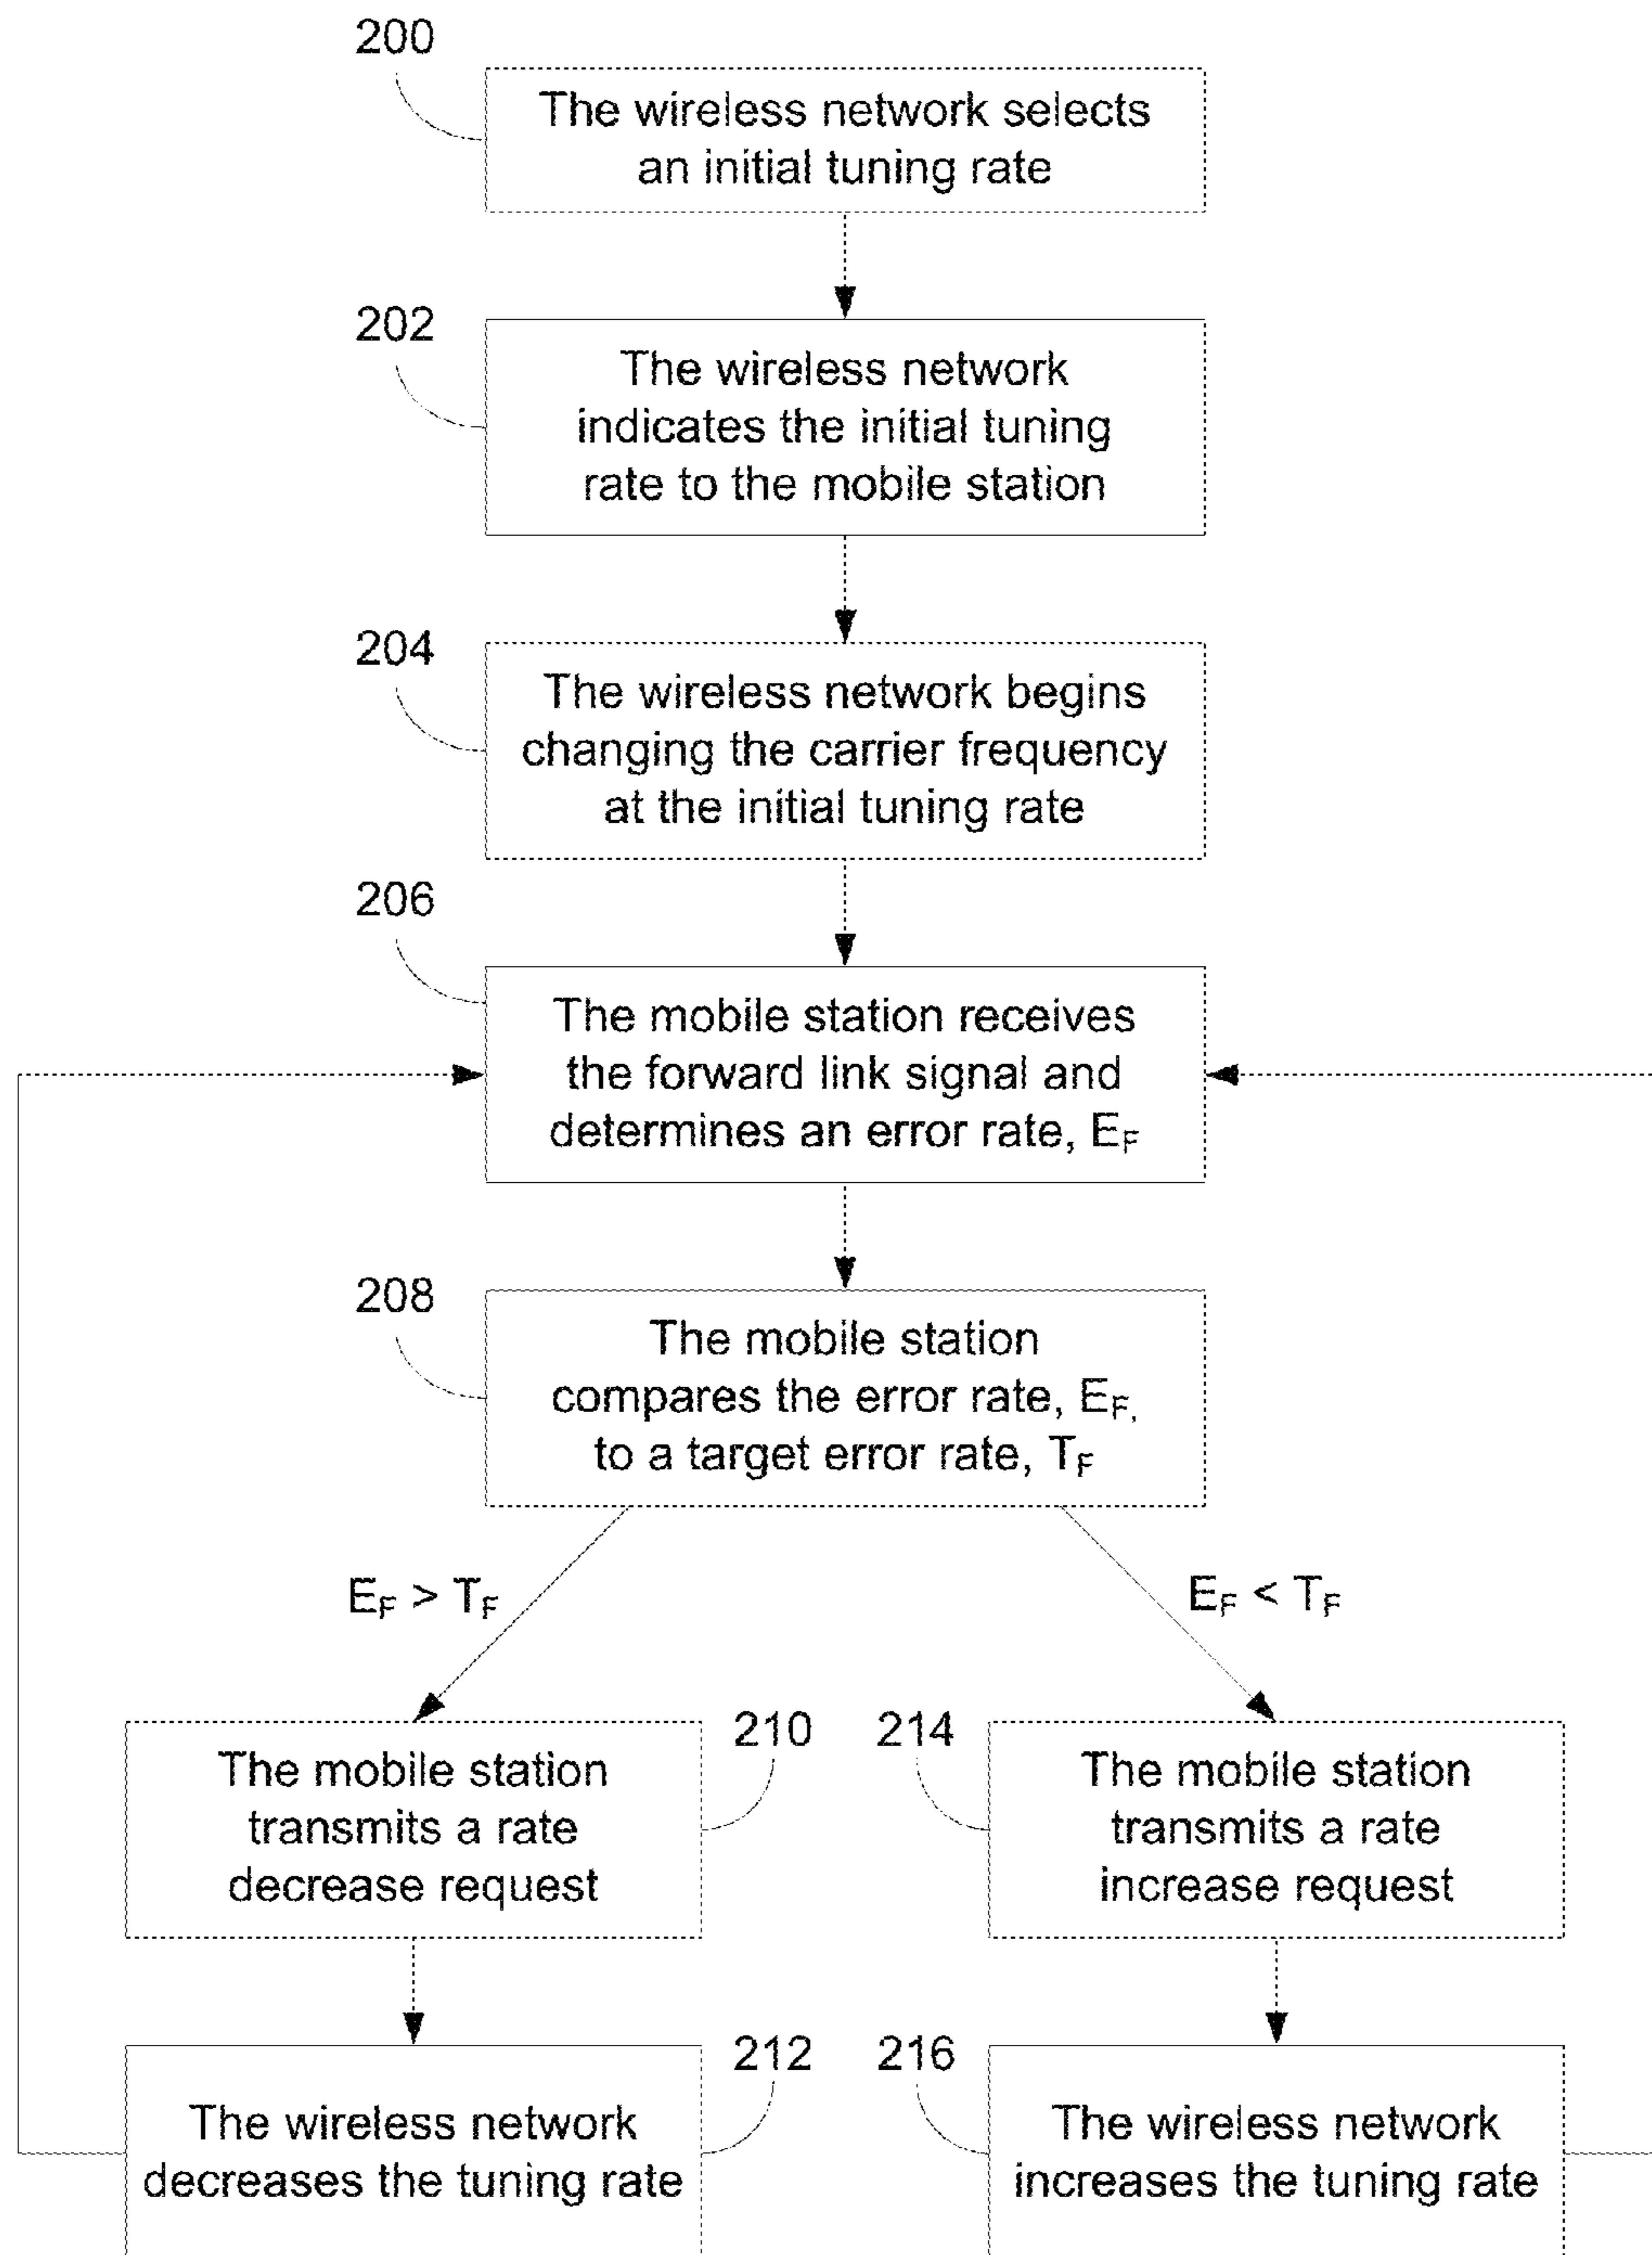 200
The wireless network selects
an initial tuning rate
202
The wireless network
indicates the initial tuning
rate to the mobile station
204
The wireless network begins
changing the carrier frequency
at the initial tuning rate
206
The mobile station receives
the forward link signal and
determines an error rate, EF
208
The mobile station
compares the error rate, EF,
to a target error rate, TF
EF > TF
EF < TF
210
The mobile station
transmits a rate
decrease request
214
The mobile station
transmits a rate
increase request
212
The wireless network
decreases the tuning rate
216
The wireless network
increases the tuning rate